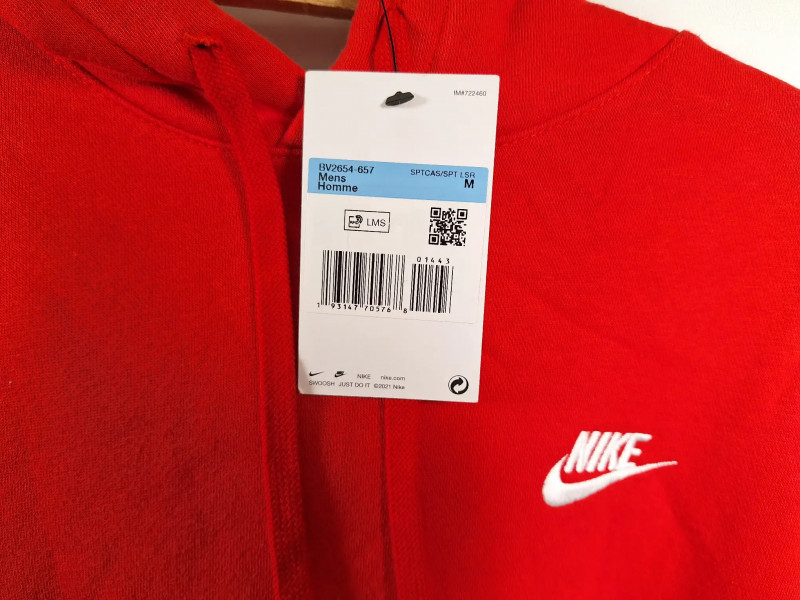 IM#722460
BV2654-657
SPTCAS/SPT LSR
Mens
M
Homme
LMS
01443
1 93147 70576 8
NIKE nike.com
SWOOSH JUST DO IT ©2021 Nike
NIKE